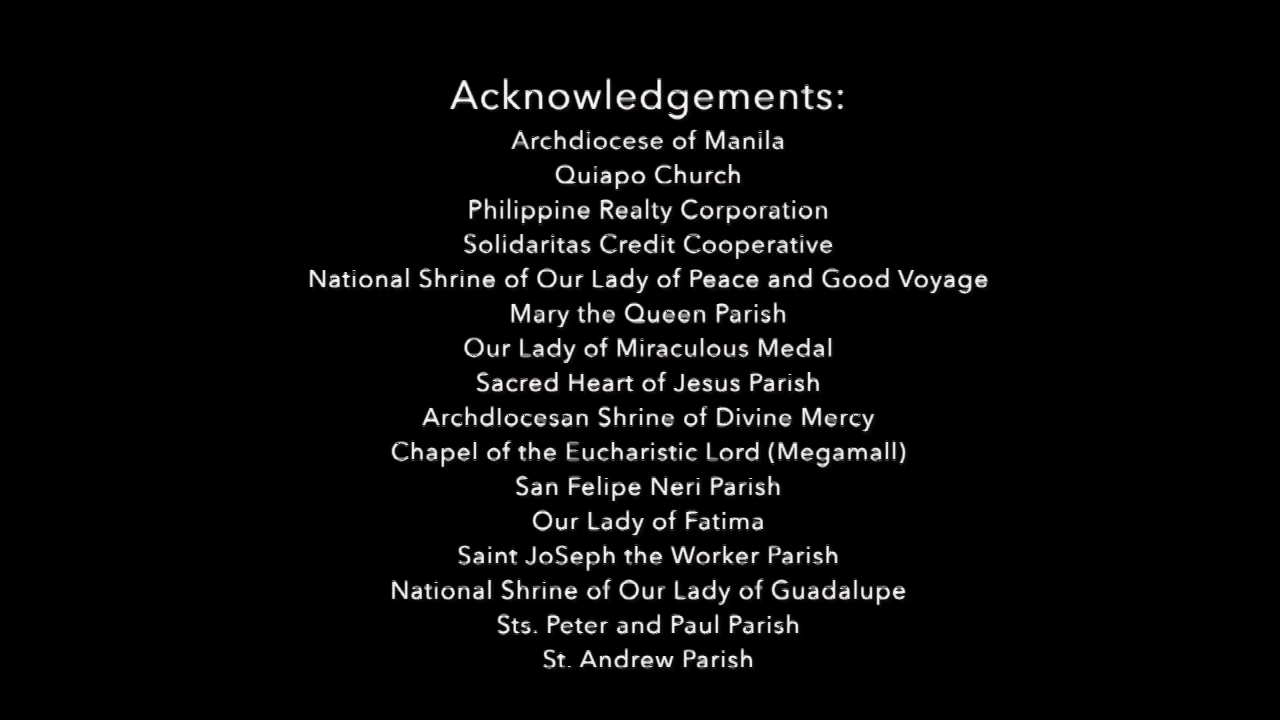 Acknowledgements:
Archdiocese of Manila
Quiapo Church
Philippine Realty Corporation
Solidaritas Credit Cooperative
National Shrine of Our Lady of Peace and Good Voyage
Mary the Queen Parish
Our Lady of Miraculous Medal
Sacred Heart of Jesus Parish
ArchdIocesan Shrine of Divine Mercy
Chapel of the Eucharistic Lord (Megamall)
San Felipe Neri Parish
Our Lady of Fatima
Saint JoSeph the Worker Parish
National Shrine of Our Lady of Guadalupe
Sts. Peter and Paul Parish
St. Andrew Parish